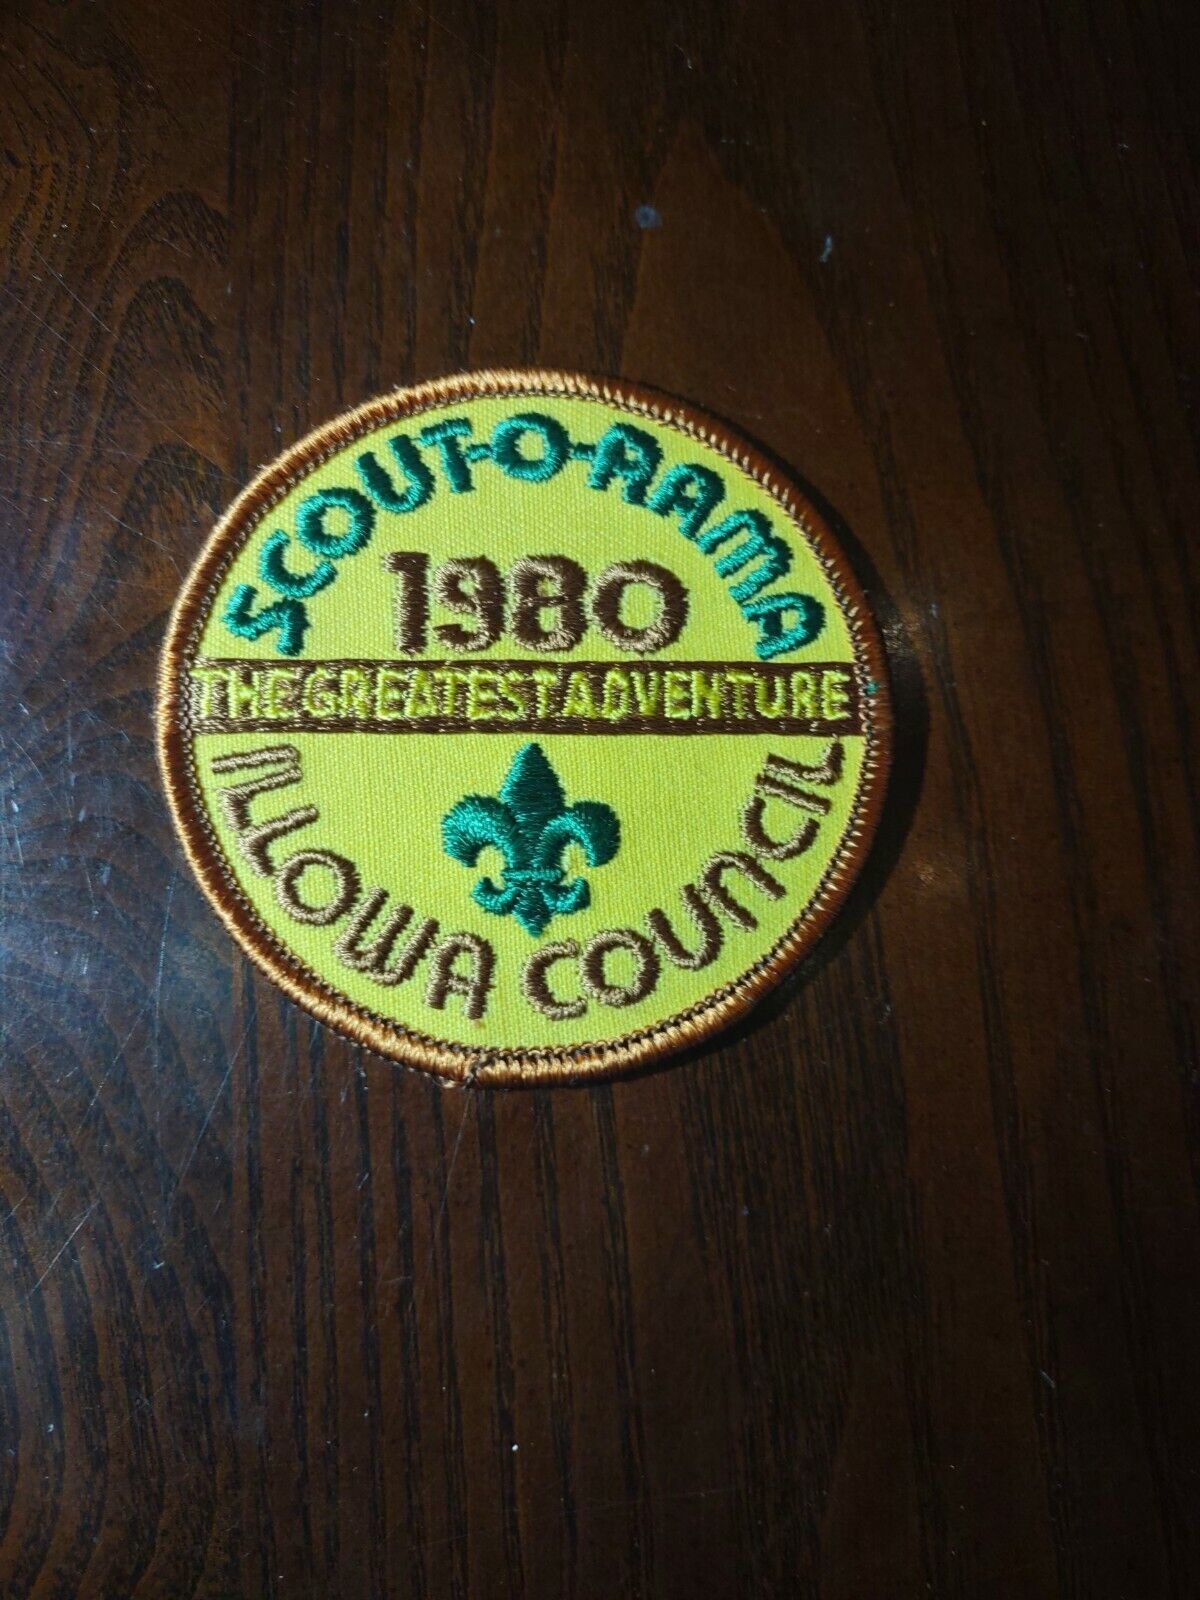 SCOUT-O-RAMA
1980
THE GREATEST ADVENTURE
ILLOWA COUNCIL